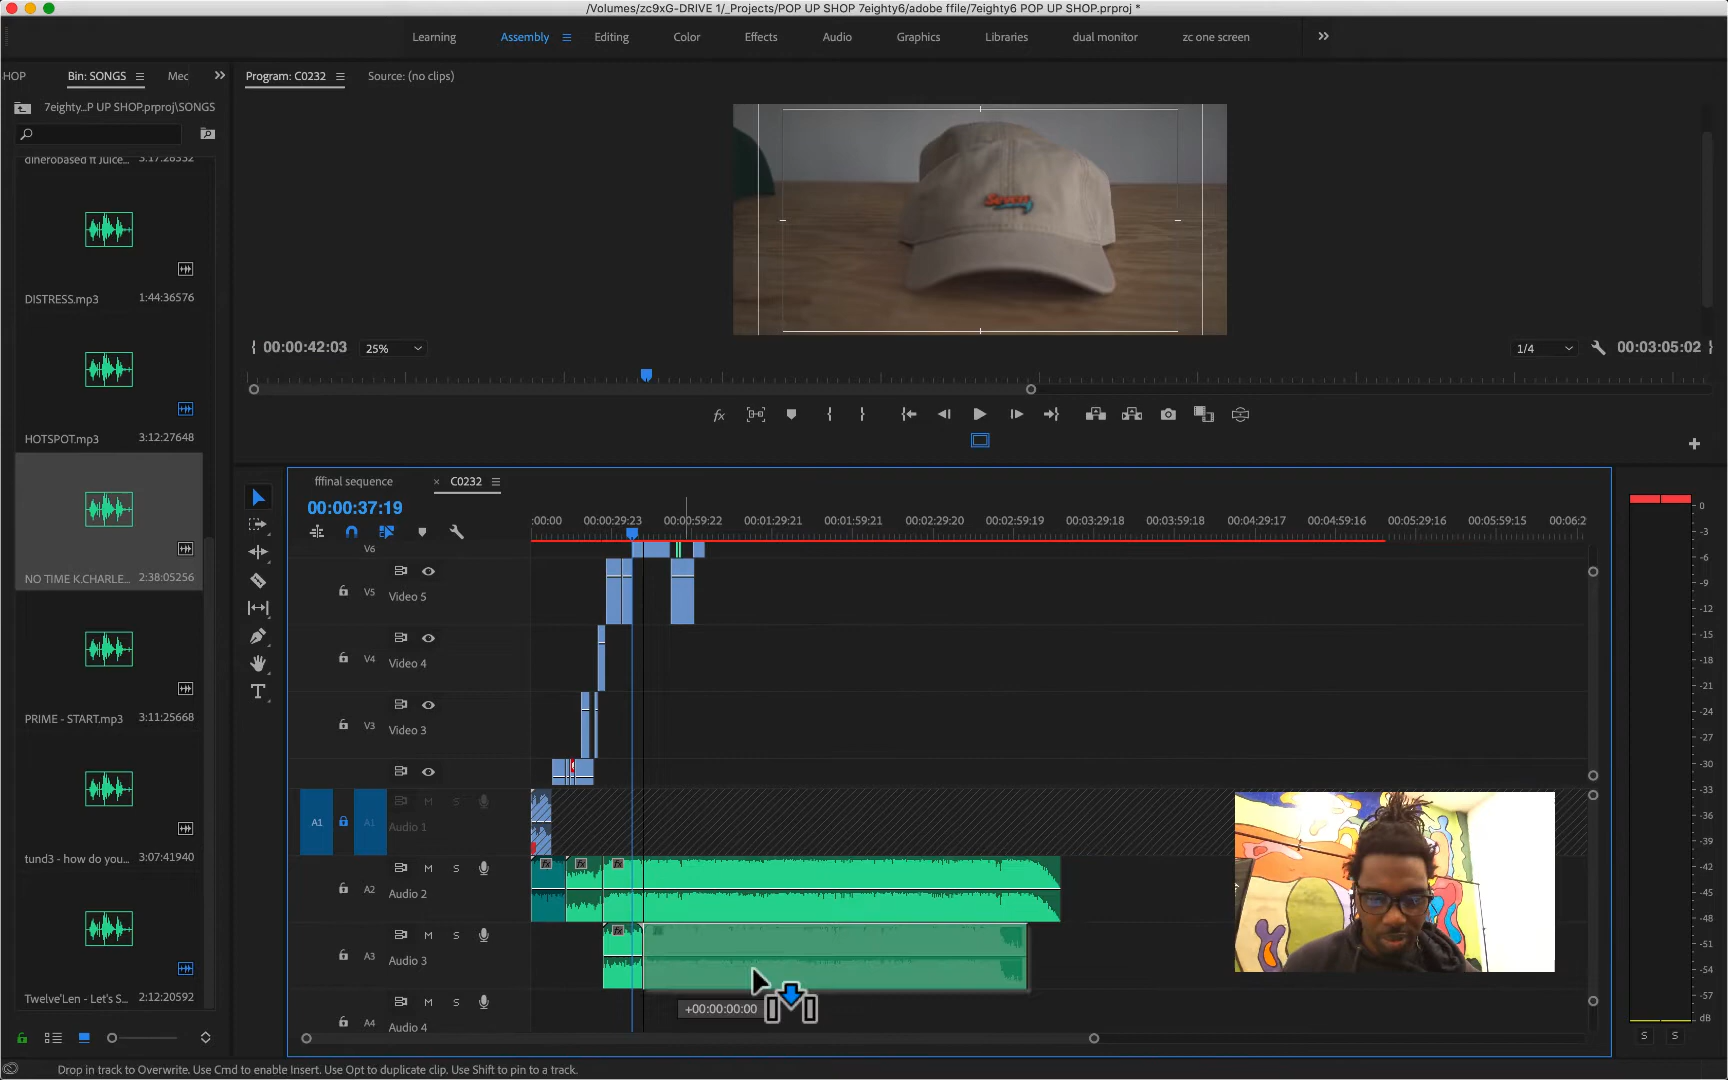 /Volumes/zc9xG-DRIVE 1/_Projects/POP UP SHOP 7eighty6/adobe ffile/7eighty6 POP UP SHOP.prproj *
Learning Assembly Editing Color Effects Audio Graphics Libraries dual monitor zc one screen
HOP Bin: SONGS Mec Program: C0232 Source: (no clips)
7eighty...P UP SHOP.prproj\SONGS
dinerobased ft Juice... 3:17:28332
DISTRESS.mp3 1:44:36576
HOTSPOT.mp3 3:12:27648
NO TIME K.CHARLE... 2:38:05256
PRIME - START.mp3 3:11:25668
tund3 - how do you... 3:07:41940
Twelve'Len - Let's S... 2:12:20592
Seven
00:00:42:03 25% 1/4 00:03:05:02
fffinal sequence × C0232
00:00:37:19
:00:00 00:00:29:23 00:00:59:22 00:01:29:21 00:01:59:21 00:02:29:20 00:02:59:19 00:03:29:18 00:03:59:18 00:04:29:17 00:04:59:16 00:05:29:16 00:05:59:15 00:06:2
V6
V5 Video 5
V4 Video 4
V3 Video 3
A1 A1 M S Audio 1
A2 M S Audio 2
A3 M S Audio 3
A4 M S Audio 4
fx fx fx
fx fx
+00:00:00:00
0
-3
-6
-9
-12
-15
-18
-21
-24
-27
-30
-33
-36
-39
-42
-45
-48
-51
-54
-57
dB
S S
Drop in track to Overwrite. Use Cmd to enable Insert. Use Opt to duplicate clip. Use Shift to pin to a track.